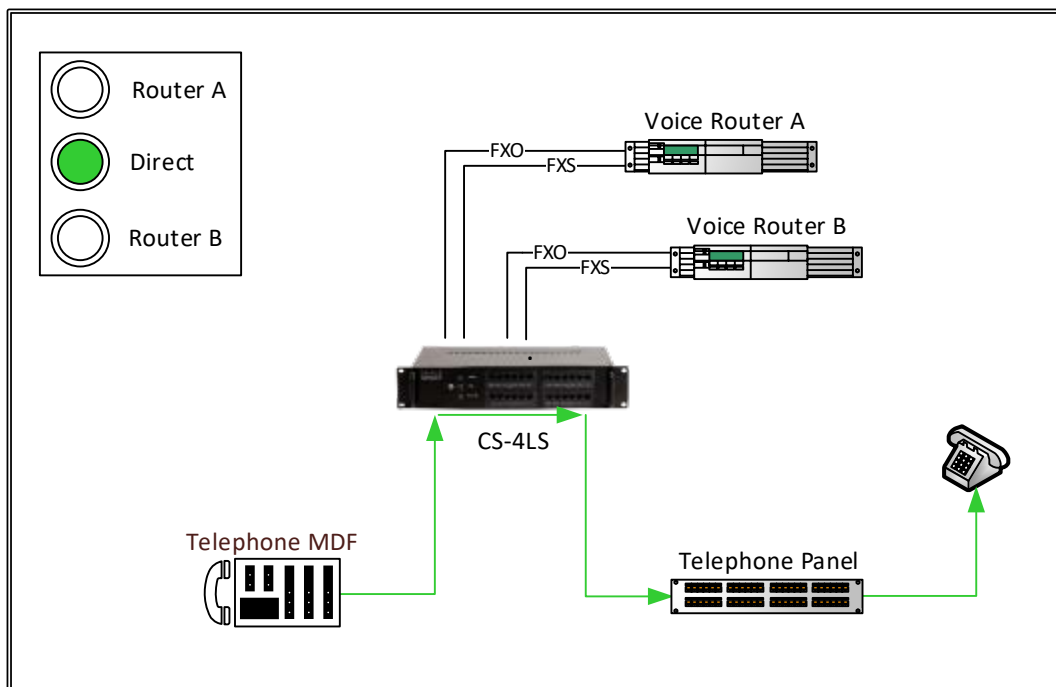 Router A
Direct
Router B
Voice Router A
FXO
FXS
Voice Router B
FXO
FXS
CS-4LS
Telephone MDF
Telephone Panel